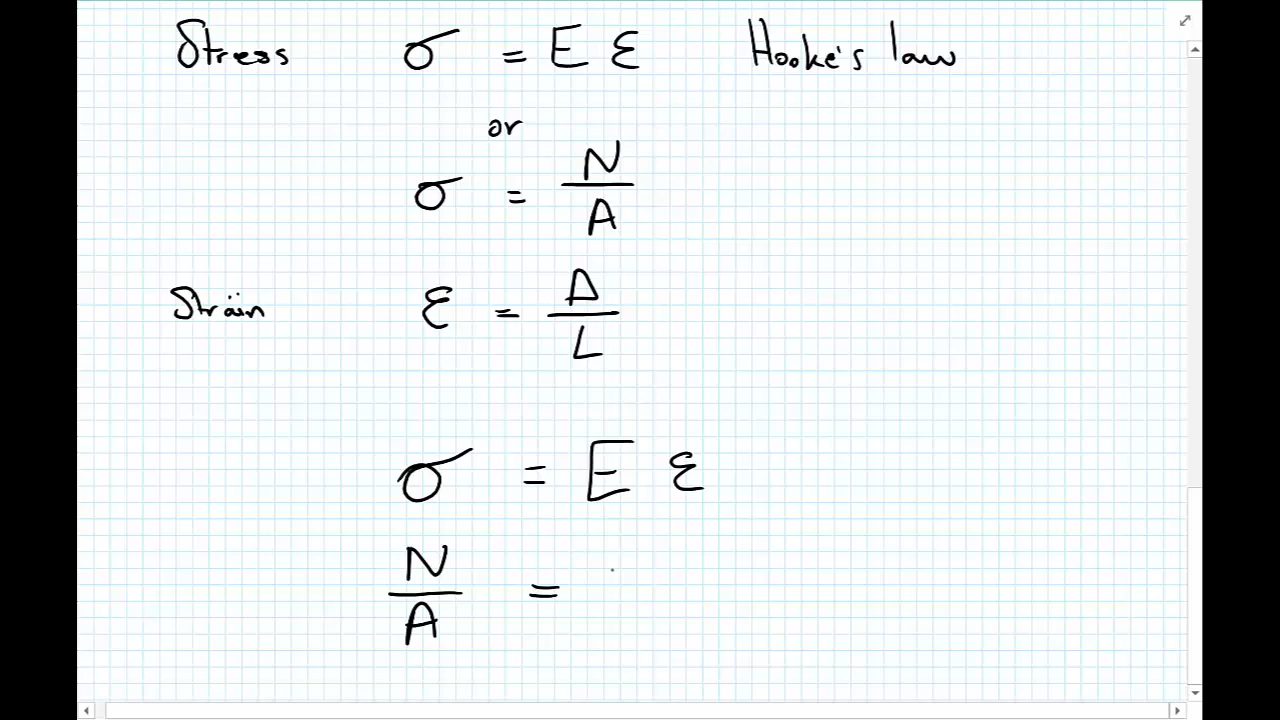 Stress σ = E ε Hooke's law
or
σ = N/A
Strain ε = Δ/L
σ = E ε
N/A =